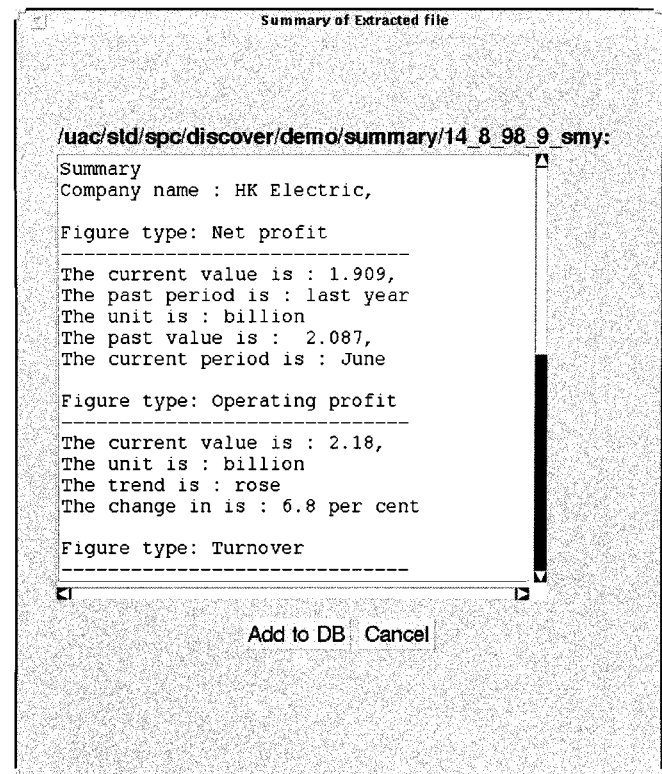 Summary of Extracted file
/uac/sld/spc/discover/demo/summary/14_8_98_9_smy:
Summary
Company name : HK Electric,
Figure type: Net profit
-------------------------------
The current value is : 1.909,
The past period is : last year
The unit is : billion
The past value is :  2.087,
The current period is : June
Figure type: Operating profit
-------------------------------
The current value is : 2.18,
The unit is : billion
The trend is : rose
The change in is : 6.8 per cent
Figure type: Turnover
-------------------------------
Add to DB Cancel